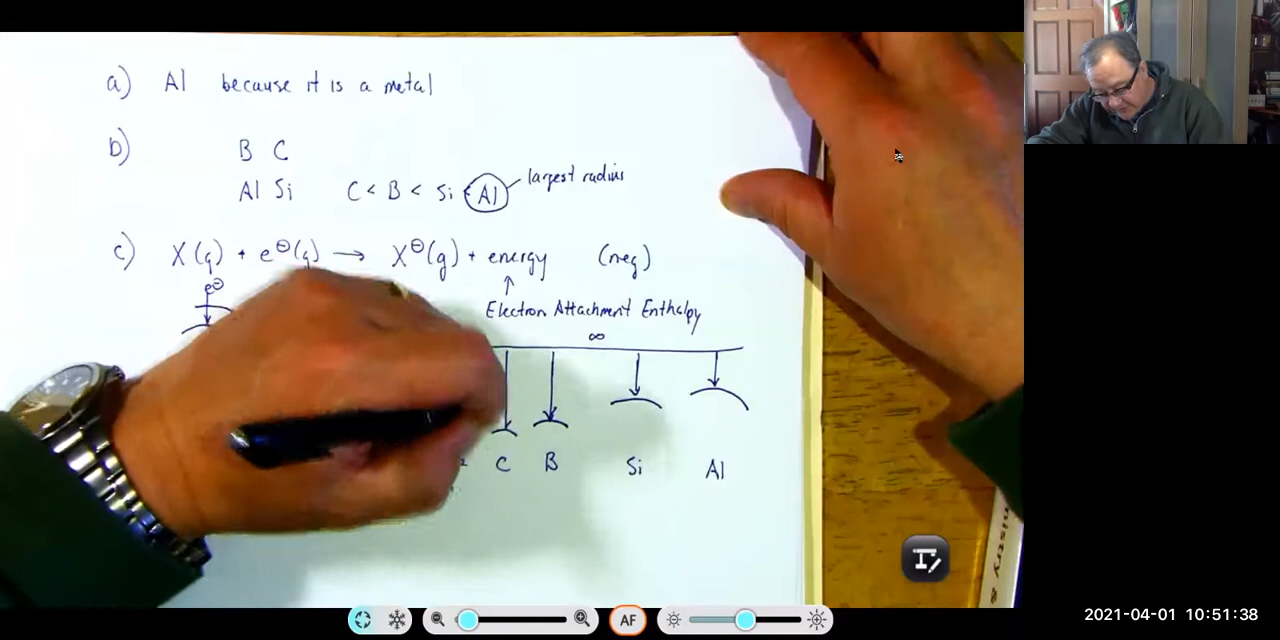 a) Al because it is a metal
b) B C
Al Si C < B < Si < Al largest radius
c) X(g) + e⊖(g) → X⊖(g) + energy (neg)
e⊖ ↑
Electron Attachment Enthalpy
∞
C B Si Al
AF
2021-04-01 10:51:38